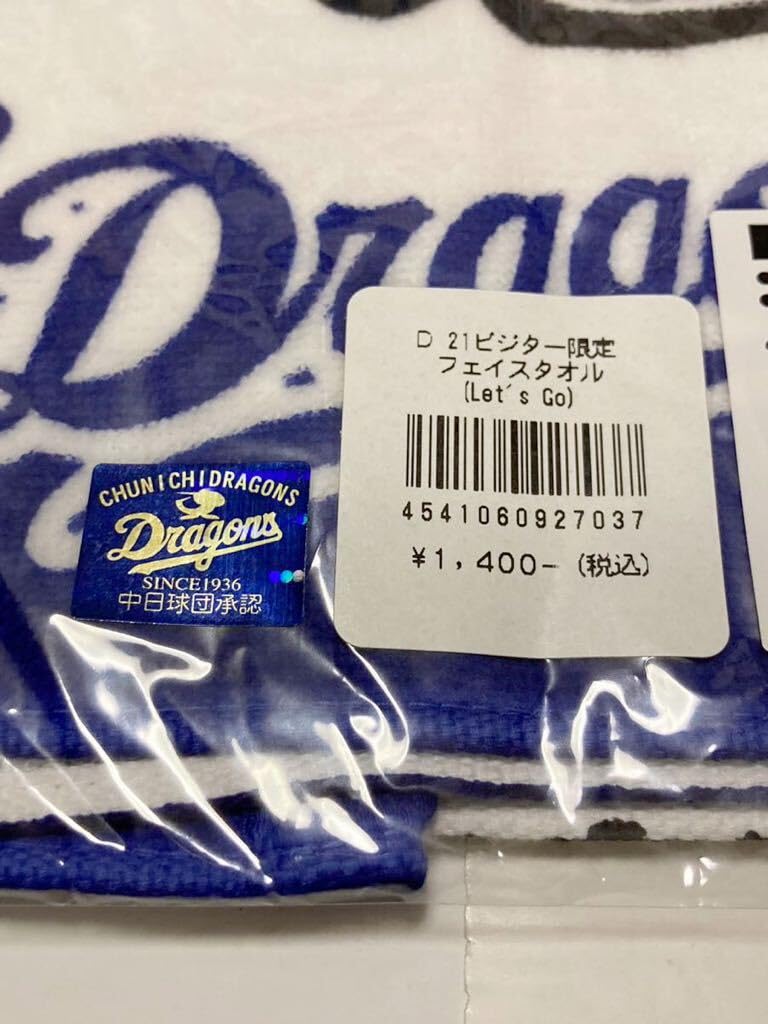 Dragons
D 21ビジター限定
フェイスタオル
(Let's Go)
4541060927037
¥1,400-(税込)
CHUNICHIDRAGONS
Dragons
SINCE1936
中日球団承認